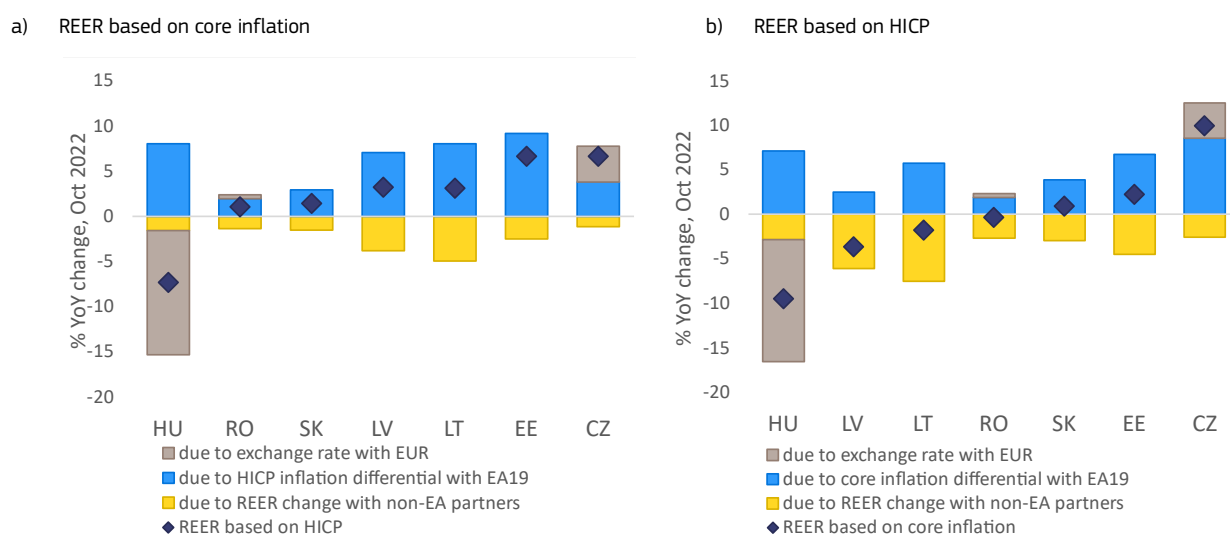 a) REER based on core inflation
% YoY change, Oct 2022
15
10
5
0
-5
-10
-15
-20
HU RO SK LV LT EE CZ
due to exchange rate with EUR
due to HICP inflation differential with EA19
due to REER change with non-EA partners
REER based on HICP
b) REER based on HICP
% YoY change, Oct 2022
15
10
5
0
-5
-10
-15
-20
HU LV LT RO SK EE CZ
due to exchange rate with EUR
due to core inflation differential with EA19
due to REER change with non-EA partners
REER based on core inflation